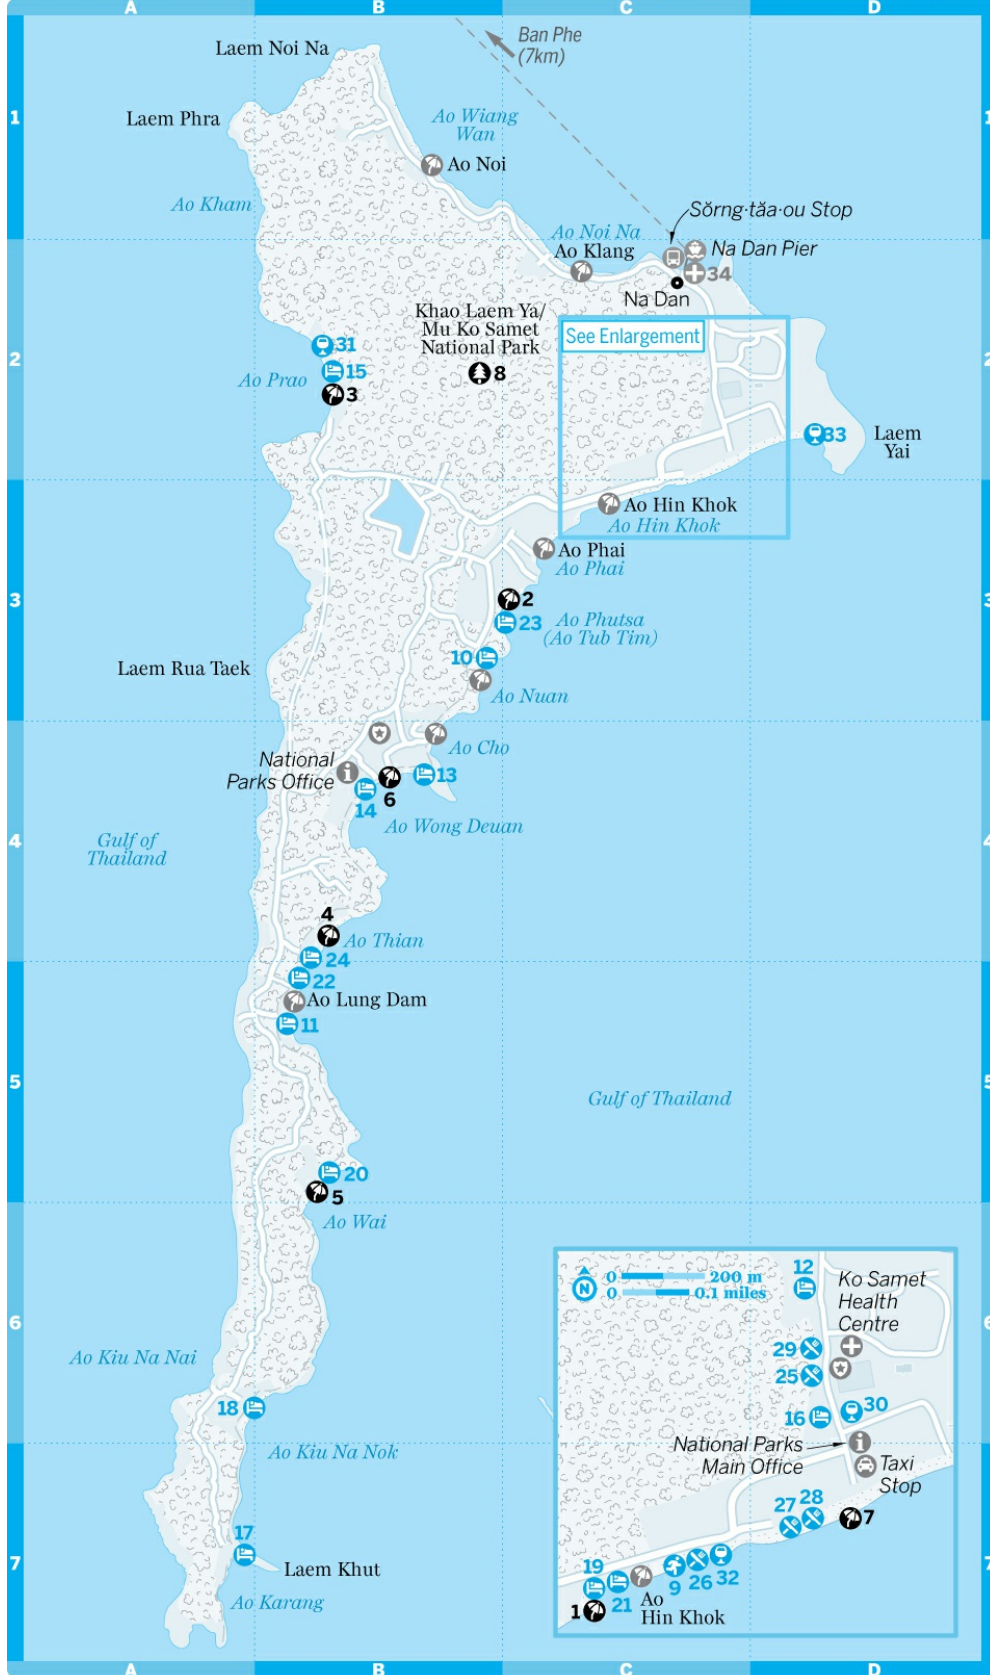 A
B
C
D
Laem Noi Na
Ban Phe
(7km)
1
Laem Phra
Ao Wiang
Wan
1
Ao Noi
Ao Kham
Sŏrng·tăa·ou Stop
Ao Noi Na
Ao Klang
Na Dan Pier
34
Na Dan
Khao Laem Ya/
Mu Ko Samet
National Park
See Enlargement
31
2
2
15
8
Ao Prao
3
33
Laem
Yai
Ao Hin Khok
Ao Hin Khok
Ao Phai
Ao Phai
3
2
3
23
Ao Phutsa
(Ao Tub Tim)
10
Laem Rua Taek
Ao Nuan
Ao Cho
National
Parks Office
13
6
14
Ao Wong Deuan
4
4
Gulf of
Thailand
4
Ao Thian
24
22
Ao Lung Dam
11
5
5
Gulf of Thailand
20
5
Ao Wai
0
200 m
N
0
0.1 miles
12
Ko Samet
Health
Centre
6
6
29
25
Ao Kiu Na Nai
18
16
30
Ao Kiu Na Nok
National Parks
Main Office
Taxi
Stop
27
28
7
17
7
7
Laem Khut
19
9
26
32
21
Ao
Hin Khok
1
Ao Karang
A
B
C
D